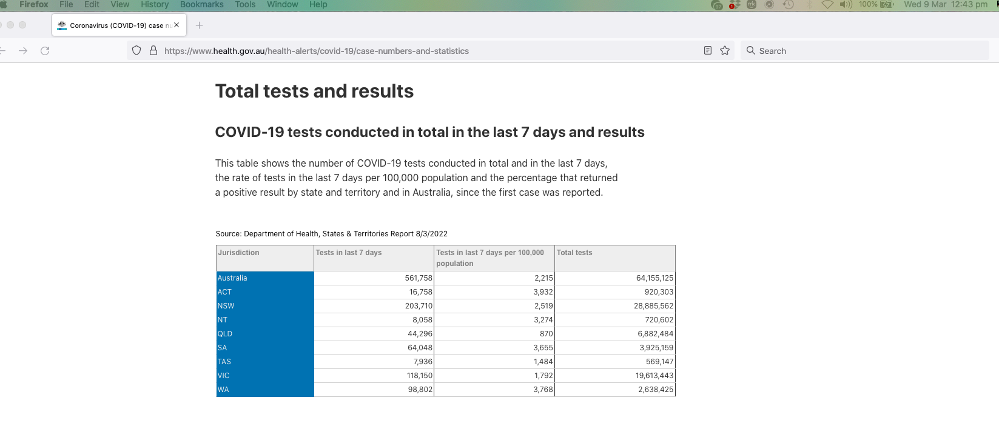 Firefox File Edit View History Bookmarks Tools Window Help 100% Wed 9 Mar 12:43 pm
Coronavirus (COVID-19) case nu
https://www.health.gov.au/health-alerts/covid-19/case-numbers-and-statistics Search
Total tests and results
COVID-19 tests conducted in total in the last 7 days and results
This table shows the number of COVID-19 tests conducted in total and in the last 7 days,
the rate of tests in the last 7 days per 100,000 population and the percentage that returned
a positive result by state and territory and in Australia, since the first case was reported.
Source: Department of Health, States & Territories Report 8/3/2022
Jurisdiction Tests in last 7 days Tests in last 7 days per 100,000 Total tests
population
Australia 561,758 2,215 64,155,125
ACT 16,758 3,932 920,303
NSW 203,710 2,519 28,885,562
NT 8,058 3,274 720,602
QLD 44,296 870 6,882,484
SA 64,048 3,655 3,925,159
TAS 7,936 1,484 569,147
VIC 118,150 1,792 19,613,443
WA 98,802 3,768 2,638,425